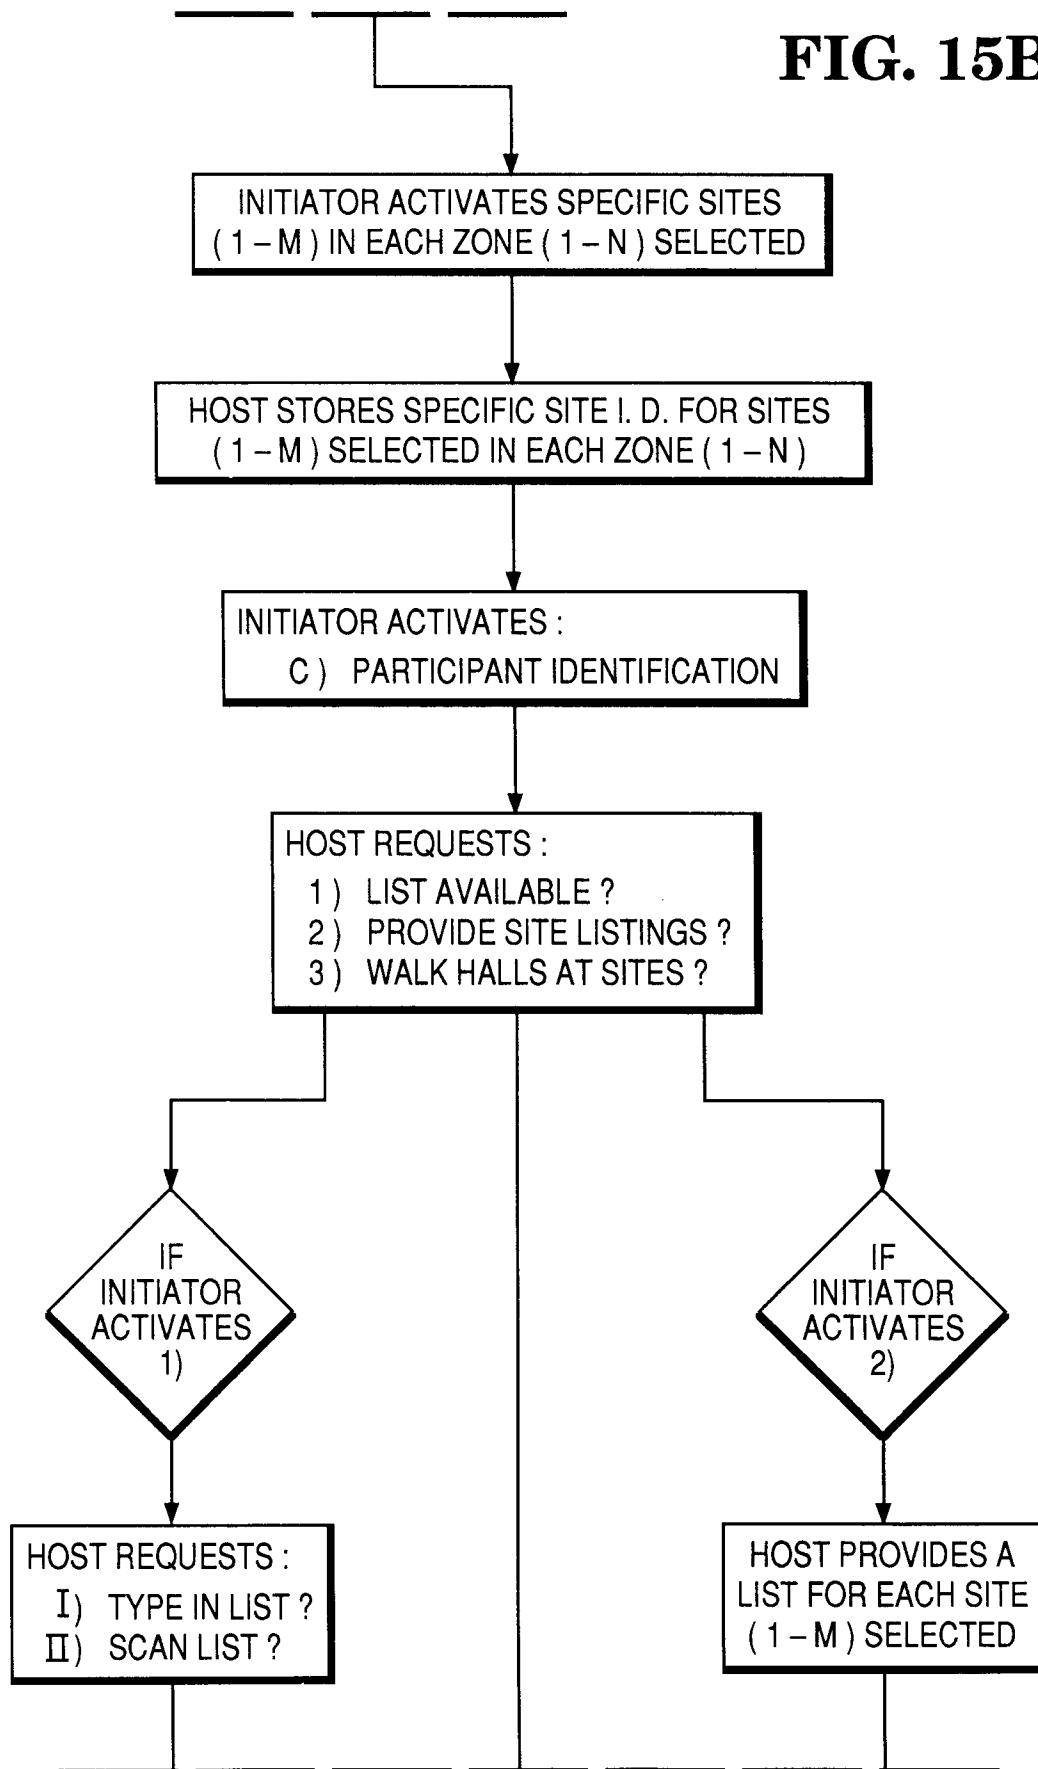 FIG. 15B
INITIATOR ACTIVATES SPECIFIC SITES
( 1 – M ) IN EACH ZONE ( 1 – N ) SELECTED
HOST STORES SPECIFIC SITE I. D. FOR SITES
( 1 – M ) SELECTED IN EACH ZONE ( 1 – N )
INITIATOR ACTIVATES :
C ) PARTICIPANT IDENTIFICATION
HOST REQUESTS :
1 ) LIST AVAILABLE ?
2 ) PROVIDE SITE LISTINGS ?
3 ) WALK HALLS AT SITES ?
IF
INITIATOR
ACTIVATES
1)
IF
INITIATOR
ACTIVATES
2)
HOST REQUESTS :
I ) TYPE IN LIST ?
II ) SCAN LIST ?
HOST PROVIDES A
LIST FOR EACH SITE
( 1 – M ) SELECTED